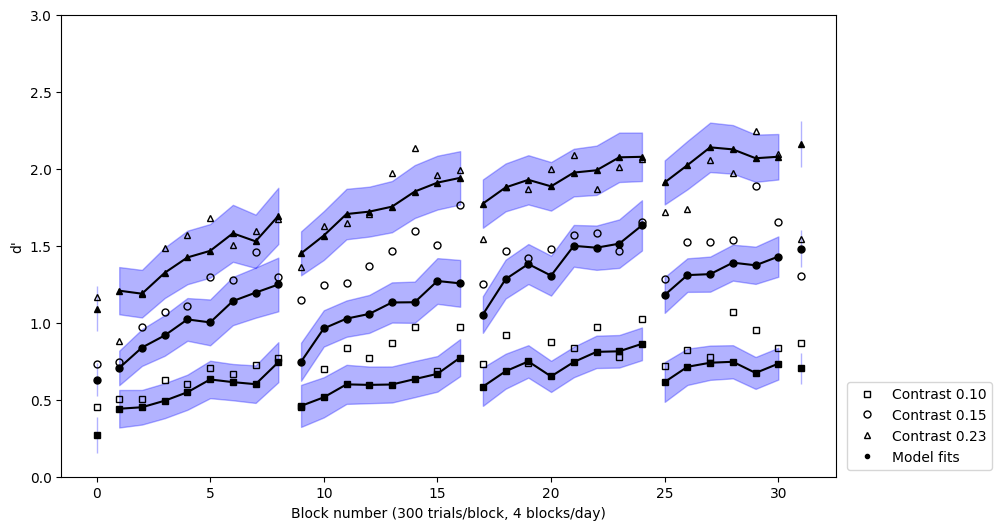 3.0
2.5
2.0
1.5
1.0
0.5
0.0
d'
0 5 10 15 20 25 30
Block number (300 trials/block, 4 blocks/day)
Contrast 0.10
Contrast 0.15
Contrast 0.23
Model fits